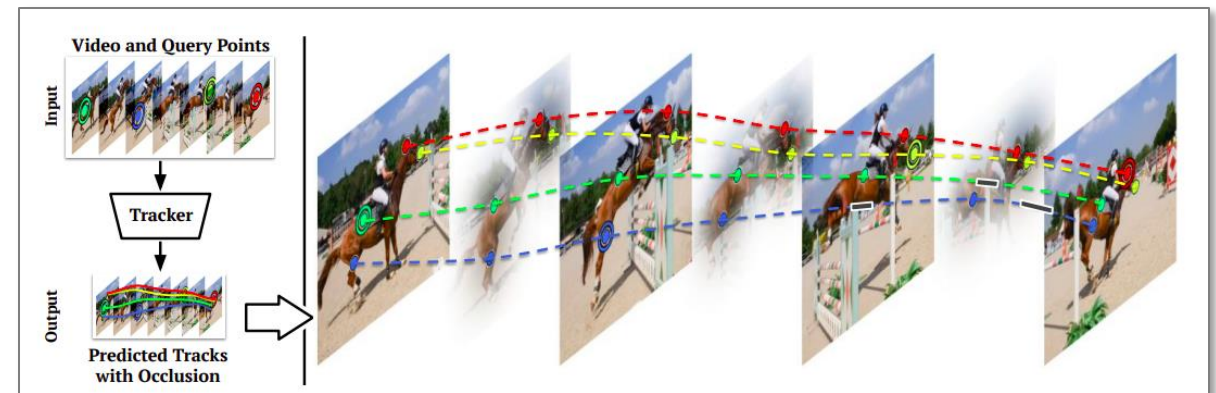 Video and Query Points
Input
Tracker
Output
Predicted Tracks
with Occlusion